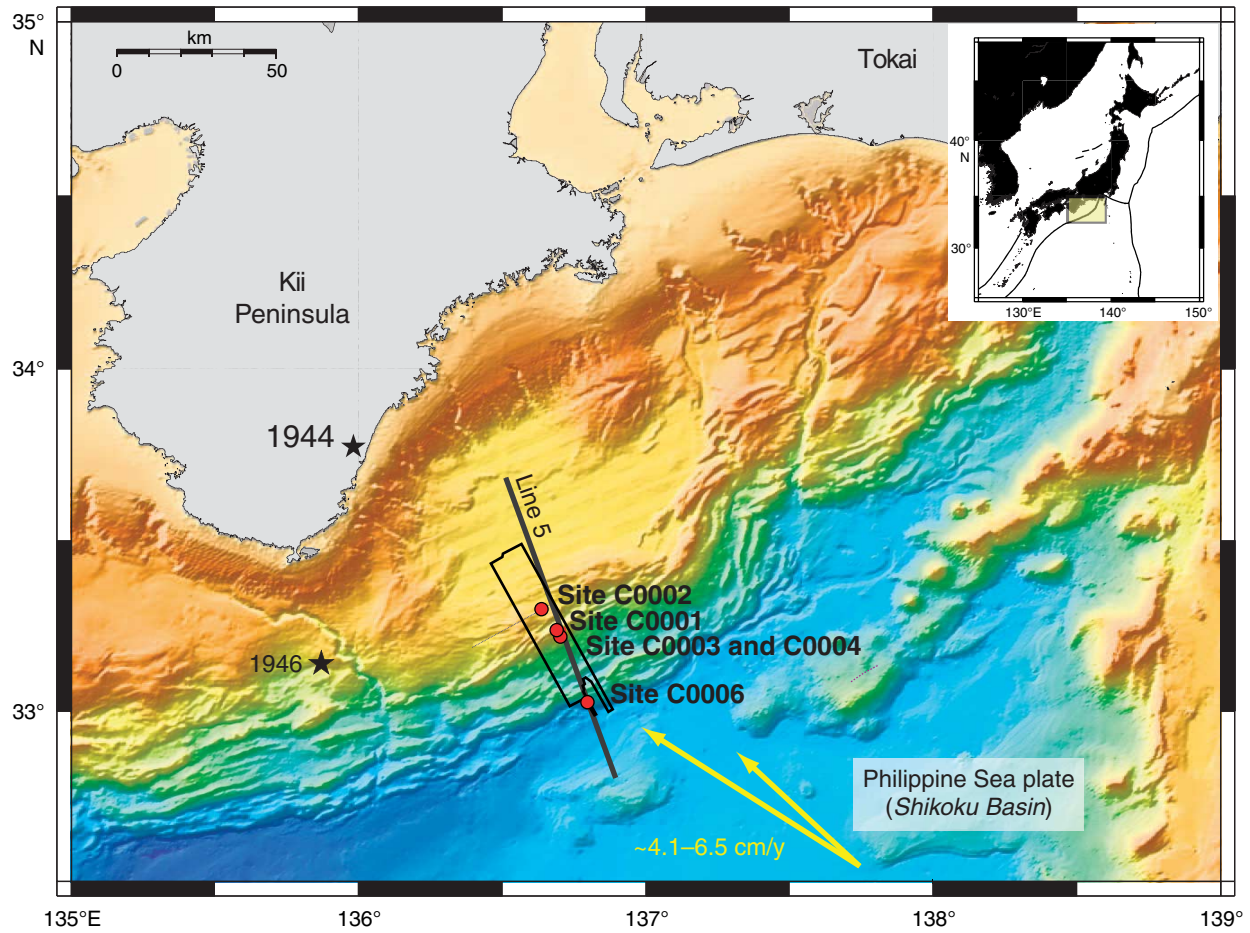 35°
N
km
0
50
Tokai
40°
N
30°
130°E
140°
150°
Kii
Peninsula
34°
1944
Line 5
Site C0002
Site C0001
Site C0003 and C0004
1946
Site C0006
33°
Philippine Sea plate
(Shikoku Basin)
~4.1–6.5 cm/y
135°E
136°
137°
138°
139°